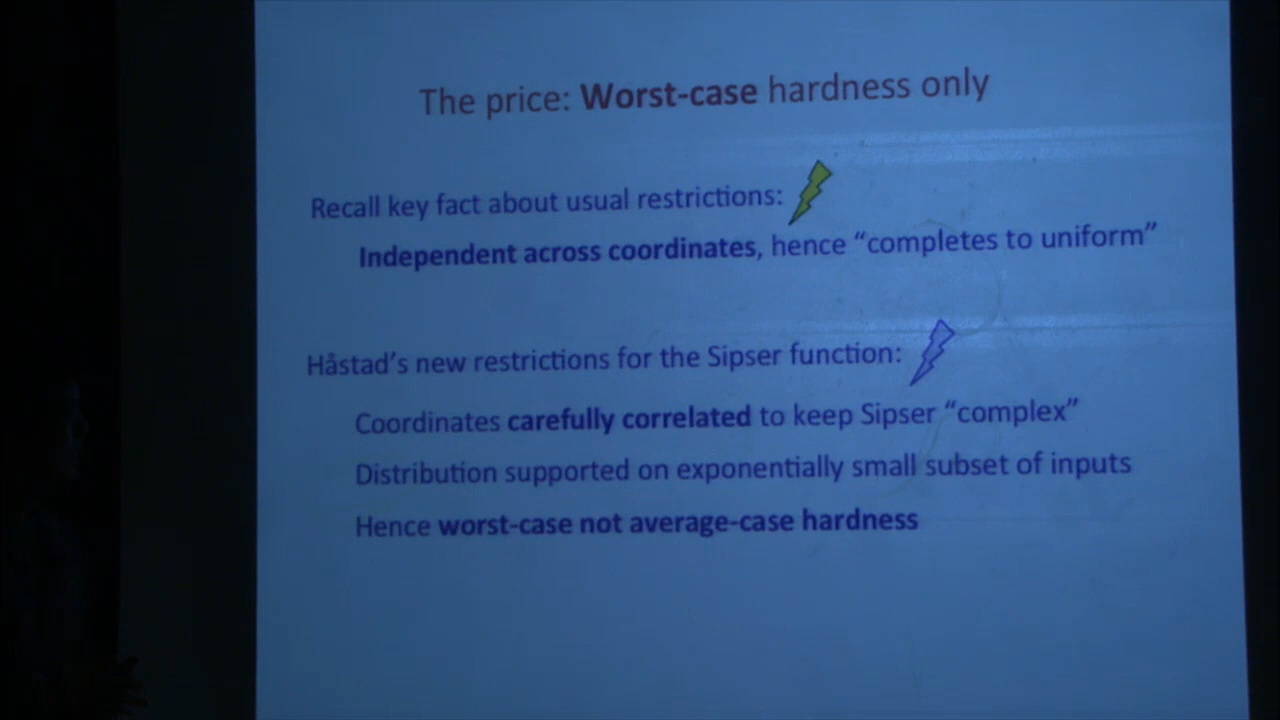 The price: Worst-case hardness only
Recall key fact about usual restrictions:
Independent across coordinates, hence “completes to uniform”
Håstad’s new restrictions for the Sipser function:
Coordinates carefully correlated to keep Sipser “complex”
Distribution supported on exponentially small subset of inputs
Hence worst-case not average-case hardness